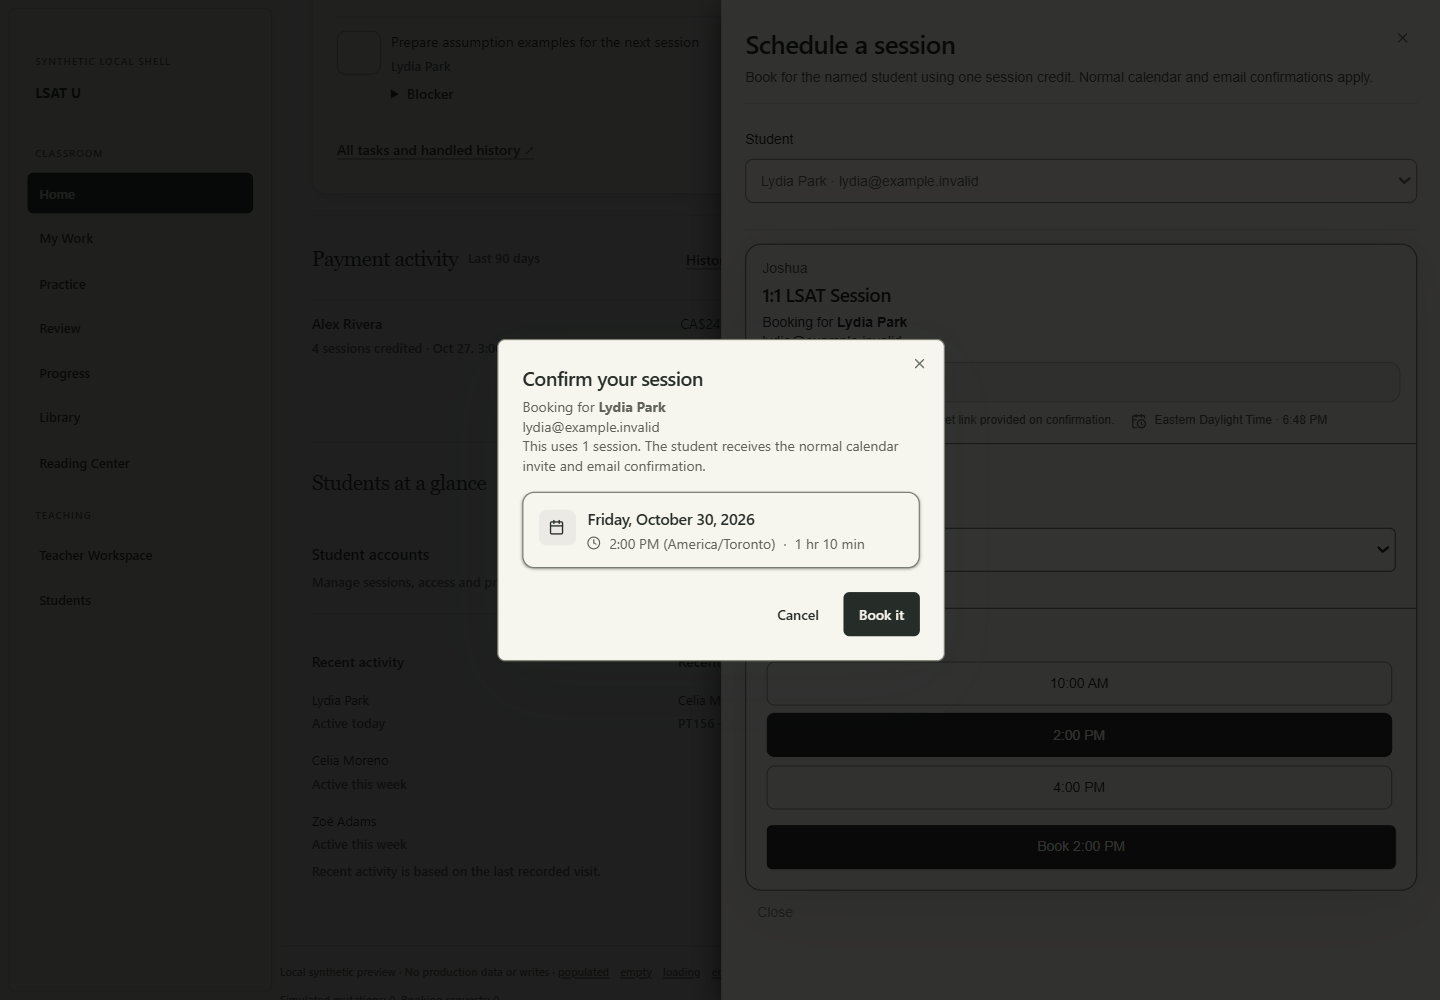 SYNTHETIC LOCAL SHELL
LSAT U
CLASSROOM
Home
My Work
Practice
Review
Progress
Library
Reading Center
TEACHING
Teacher Workspace
Students
Prepare assumption examples for the next session
Lydia Park
Blocker
All tasks and handled history ↗
Payment activity Last 90 days
Alex Rivera
4 sessions credited · Oct 27,
Students at a glance
Student accounts
Manage sessions, access and
Recent activity
Lydia Park
Active today
Celia Moreno
Active this week
PT156
Zoé Adams
Active this week
Recent activity is based on the last recorded visit.
Local synthetic preview · No production data or writes · populated empty loading
Schedule a session
Book for the named student using one session credit. Normal calendar and email confirmations apply.
Student
Lydia Park · lydia@example.invalid
Joshua
1:1 LSAT Session
Booking for Lydia Park
link provided on confirmation. Eastern Daylight Time · 6:48 PM
10:00 AM
2:00 PM
4:00 PM
Book 2:00 PM
Close
Confirm your session
Booking for Lydia Park
lydia@example.invalid
This uses 1 session. The student receives the normal calendar
invite and email confirmation.
Friday, October 30, 2026
2:00 PM (America/Toronto) · 1 hr 10 min
Cancel
Book it